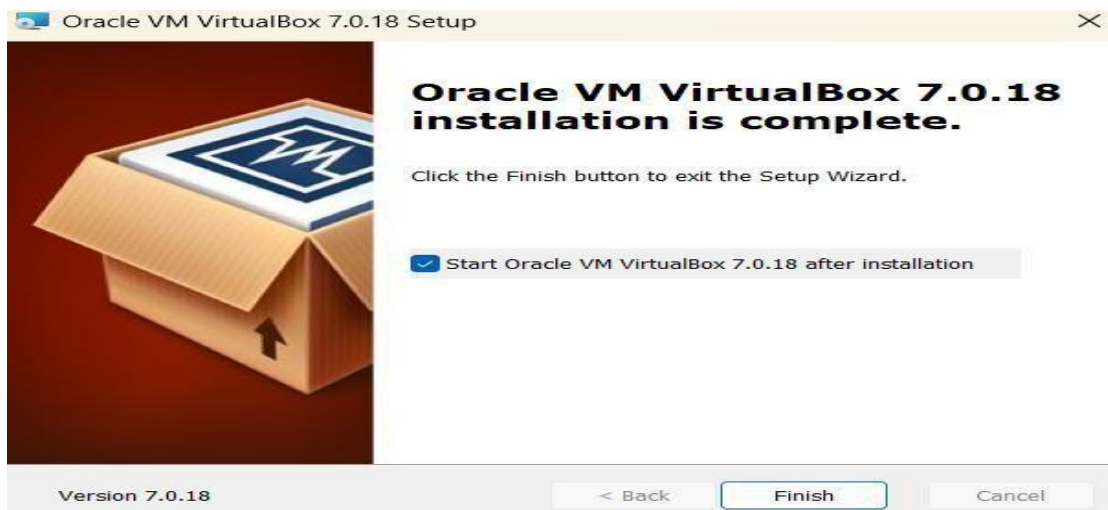 Oracle VM VirtualBox 7.0.18 Setup
Oracle VM VirtualBox 7.0.18
installation is complete.
Click the Finish button to exit the Setup Wizard.
Start Oracle VM VirtualBox 7.0.18 after installation
Version 7.0.18
< Back
Finish
Cancel